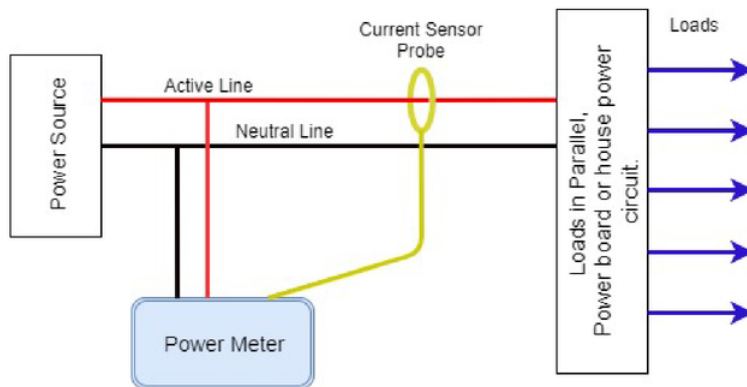 Current Sensor
Probe
Loads
Active Line
Neutral Line
Power Source
Loads in Parallel,
Power board or house power
circuit.
Power Meter